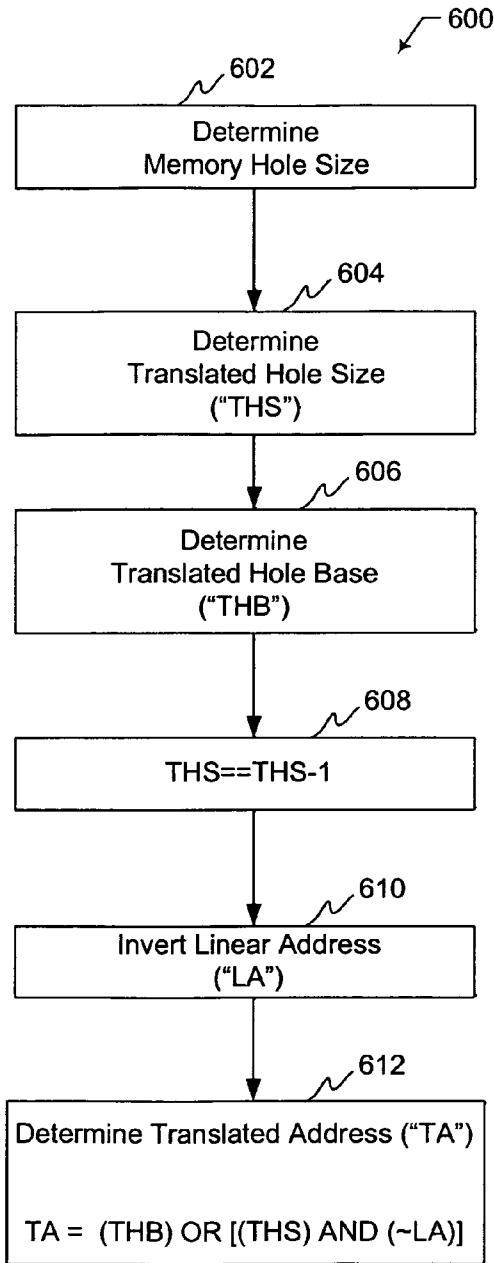 600
602
Determine
Memory Hole Size
604
Determine
Translated Hole Size
(“THS”)
606
Determine
Translated Hole Base
(“THB”)
608
THS==THS-1
610
Invert Linear Address
(“LA”)
612
Determine Translated Address (“TA”)
TA = (THB) OR [(THS) AND (~LA)]